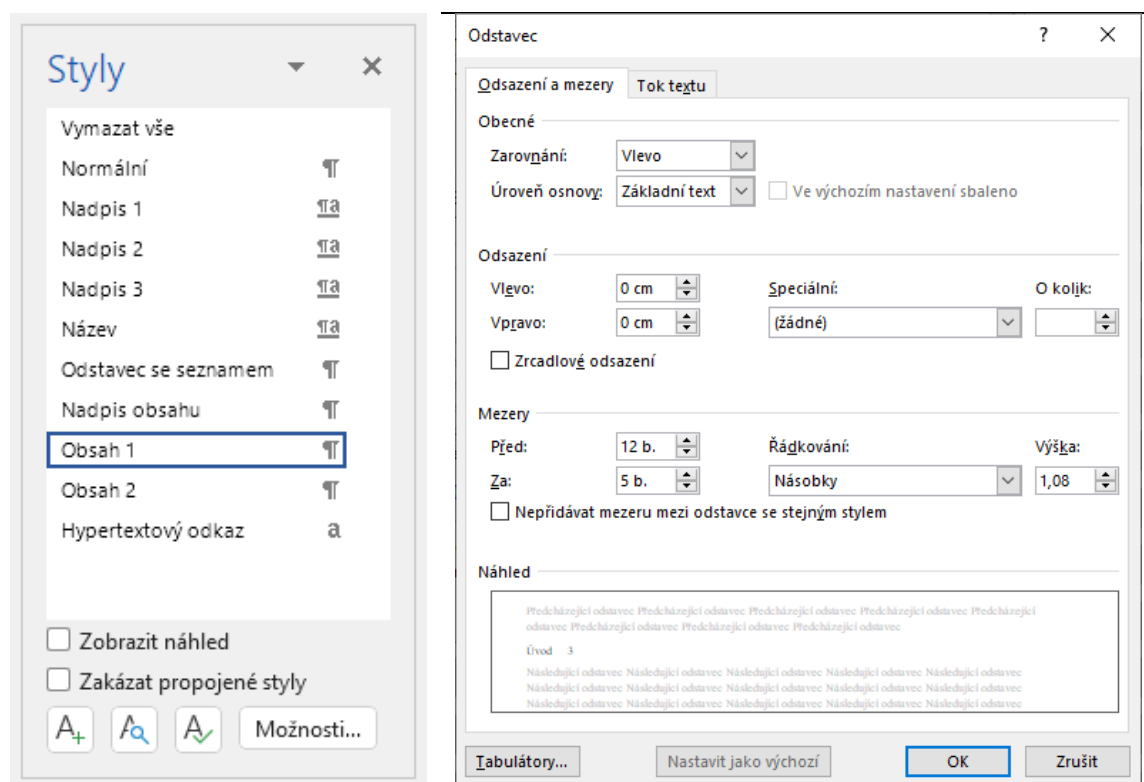 Styly
Vymazat vše
Normální ¶
Nadpis 1 ¶a
Nadpis 2 ¶a
Nadpis 3 ¶a
Název ¶a
Odstavec se seznamem ¶
Nadpis obsahu ¶
Obsah 1 ¶
Obsah 2 ¶
Hypertextový odkaz a
Zobrazit náhled
Zakázat propojené styly
Možnosti...
Odstavec ?
Odsazení a mezery Tok textu
Obecné
Zarovnání: Vlevo
Úroveň osnovy: Základní text Ve výchozím nastavení sbaleno
Odsazení
Vlevo: 0 cm Speciální: O kolik:
Vpravo: 0 cm (žádné)
Zrcadlové odsazení
Mezery
Před: 12 b. Řádkování: Výška:
Za: 5 b. Násobky 1,08
Nepřidávat mezeru mezi odstavce se stejným stylem
Náhled
Předcházející odstavec Předcházející odstavec Předcházející odstavec Předcházející odstavec Předcházející
odstavec Předcházející odstavec Předcházející odstavec Předcházející odstavec
Úvod 3
Následující odstavec Následující odstavec Následující odstavec Následující odstavec Následující odstavec
Následující odstavec Následující odstavec Následující odstavec Následující odstavec Následující odstavec
Následující odstavec Následující odstavec Následující odstavec Následující odstavec Následující odstavec
Tabulátory... Nastavit jako výchozí OK Zrušit